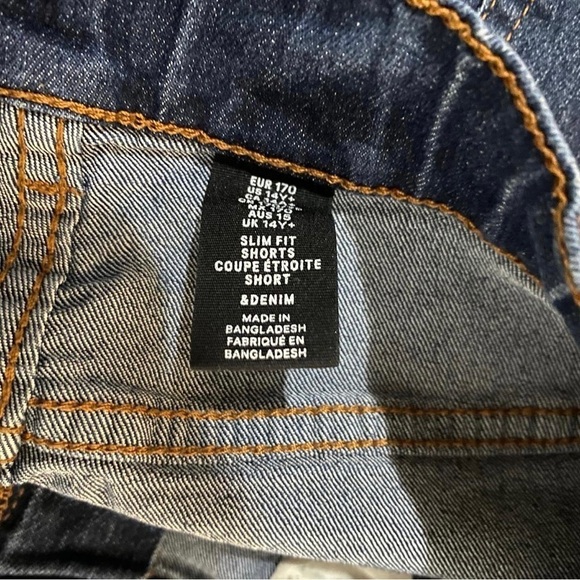 EUR 170
US 14Y+
AUS 15
UK 14Y+
SLIM FIT
SHORTS
COUPE ÉTROITE
SHORT
&DENIM
MADE IN
BANGLADESH
FABRIQUÉ EN
BANGLADESH